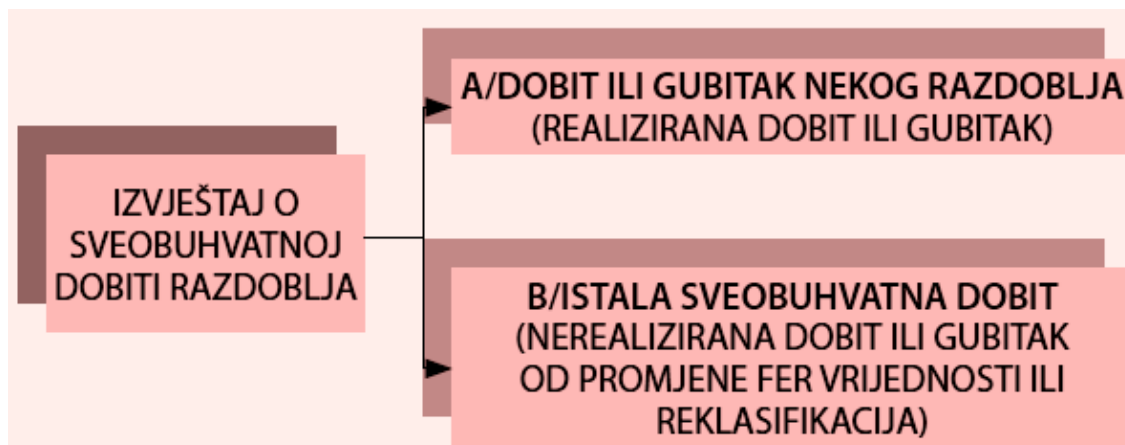 IZVJEŠTAJ O
SVEOBUHVATNOJ
DOBITI RAZDOBLJA
A/DOBIT ILI GUBITAK NEKOG RAZDOBLJA
(REALIZIRANA DOBIT ILI GUBITAK)
B/ISTALA SVEOBUHVATNA DOBIT
(NEREALIZIRANA DOBIT ILI GUBITAK
OD PROMJENE FER VRIJEDNOSTI ILI
REKLASIFIKACIJA)